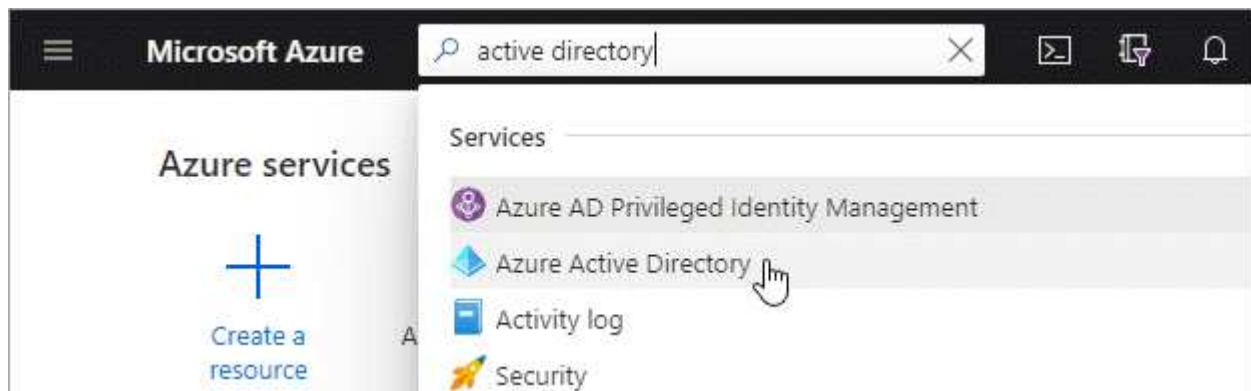 Microsoft Azure
active directory
Azure services
Services
Azure AD Privileged Identity Management
Azure Active Directory
Activity log
Security
Create a
resource
A